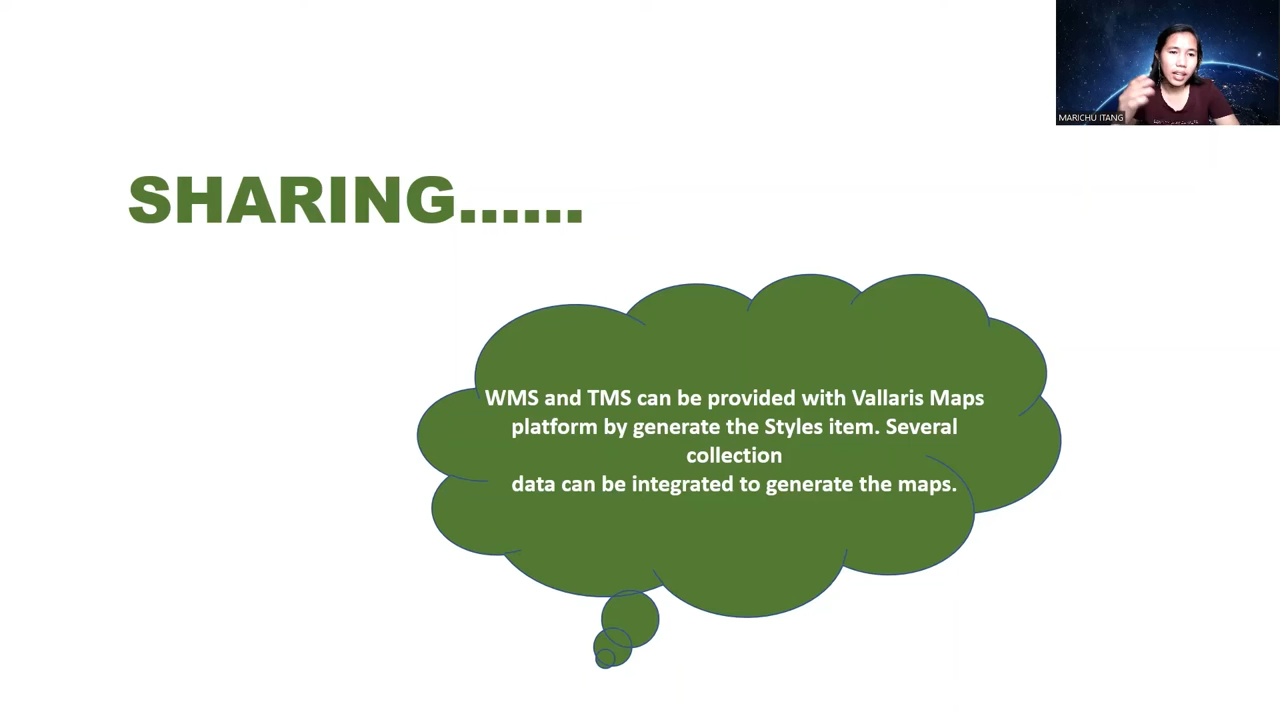 MARICHU ITANG
SHARING......
WMS and TMS can be provided with Vallaris Maps
platform by generate the Styles item. Several
collection
data can be integrated to generate the maps.